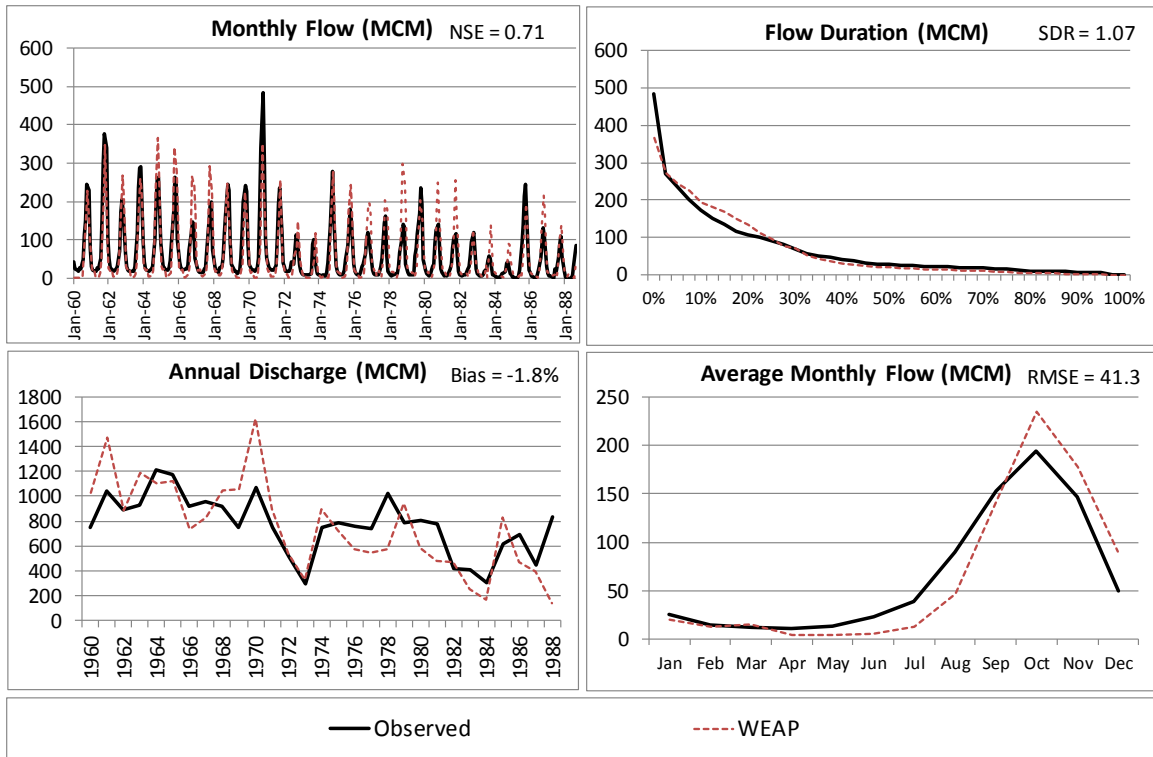 Monthly Flow (MCM) NSE = 0.71
600
500
400
300
200
100
0
Jan-60
Jan-62
Jan-64
Jan-66
Jan-68
Jan-70
Jan-72
Jan-74
Jan-76
Jan-78
Jan-80
Jan-82
Jan-84
Jan-86
Jan-88
Flow Duration (MCM) SDR = 1.07
600
500
400
300
200
100
0
0% 10% 20% 30% 40% 50% 60% 70% 80% 90% 100%
Annual Discharge (MCM) Bias = -1.8%
1800
1600
1400
1200
1000
800
600
400
200
0
1960
1962
1964
1966
1968
1970
1972
1974
1976
1978
1980
1982
1984
1986
1988
Average Monthly Flow (MCM) RMSE = 41.3
250
200
150
100
50
0
Jan Feb Mar Apr May Jun Jul Aug Sep Oct Nov Dec
Observed WEAP